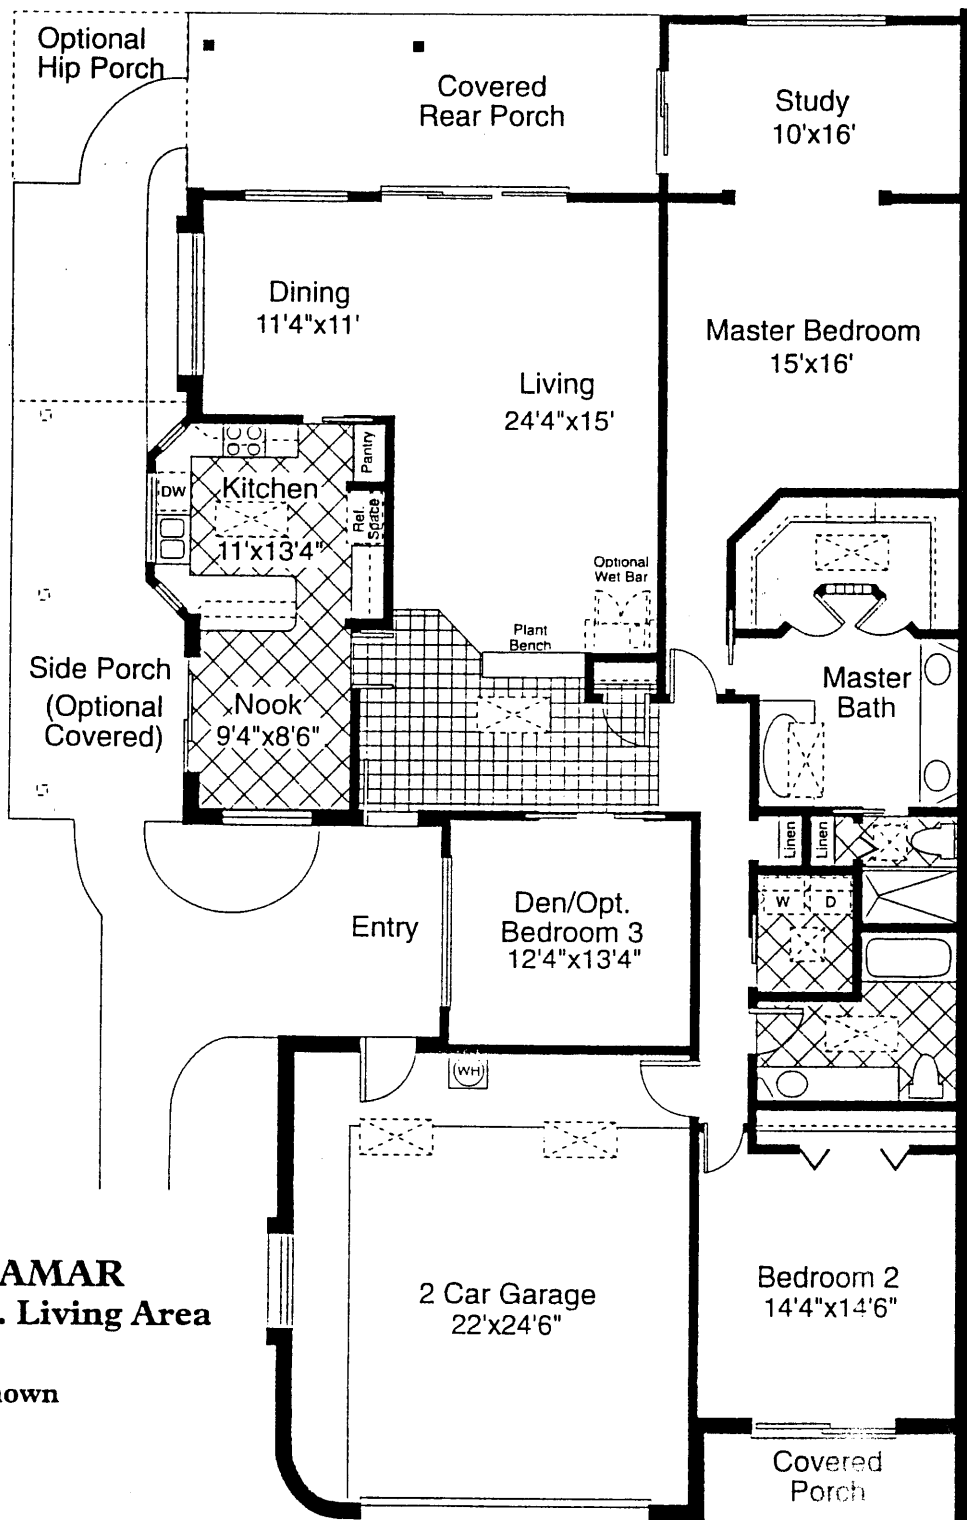 Optional
Hip Porch
Covered
Rear Porch
Study
10'x16'
Dining
11'4"x11'
Master Bedroom
15'x16'
Living
24'4"x15'
Pantry
DW
Kitchen
11'x13'4"
Ref.
Space
Optional
Wet Bar
Plant
Bench
Side Porch
(Optional
Covered)
Nook
9'4"x8'6"
Master
Bath
Linen
Linen
W
D
Entry
Den/Opt.
Bedroom 3
12'4"x13'4"
WH
AMAR
. Living Area
2 Car Garage
22'x24'6"
Bedroom 2
14'4"x14'6"
nown
Covered
Porch